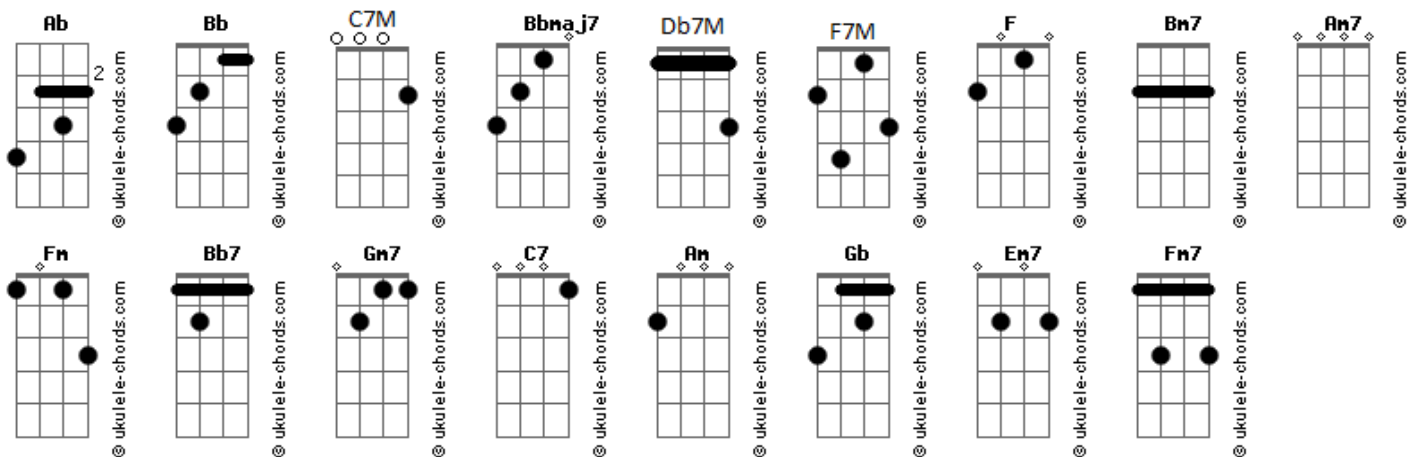 Ab Bb C7M Bbmaj7 Db7M F7M F Bm7 Am7
2
© ukulele-chords.com © ukulele-chords.com © ukulele-chords.com © ukulele-chords.com © ukulele-chords.com © ukulele-chords.com © ukulele-chords.com © ukulele-chords.com © ukulele-chords.com
Fm Bb7 Gm7 C7 Am Gb Em7 Fm7
© ukulele-chords.com © ukulele-chords.com © ukulele-chords.com © ukulele-chords.com © ukulele-chords.com © ukulele-chords.com © ukulele-chords.com © ukulele-chords.com